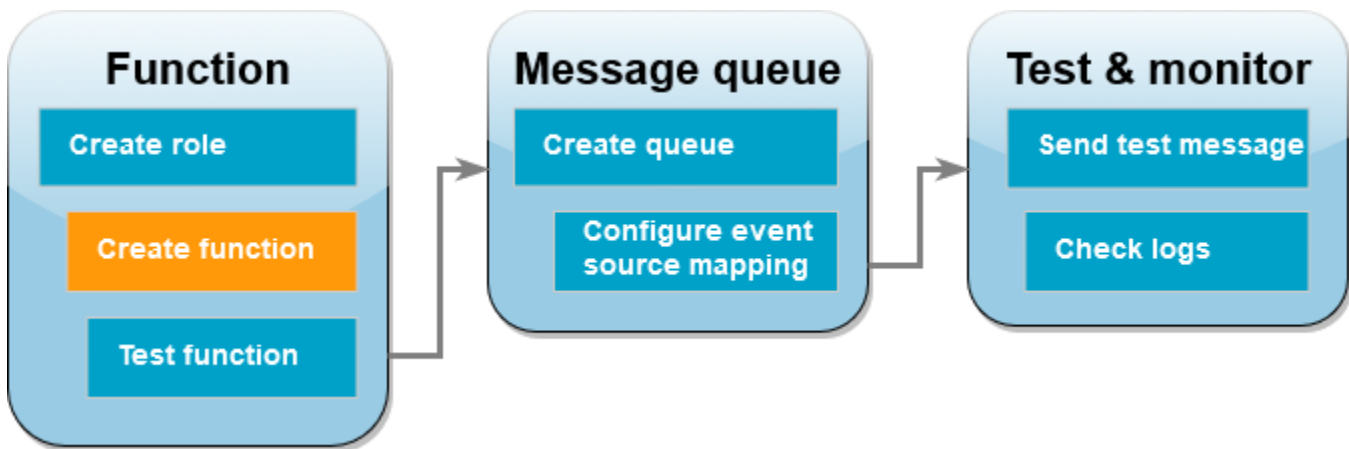 Function
Create role
Create function
Test function
Message queue
Create queue
Configure event
source mapping
Test & monitor
Send test message
Check logs